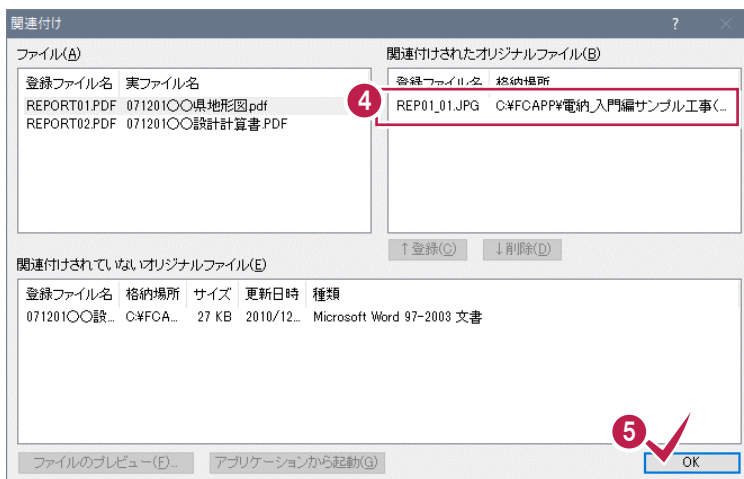 関連付け ?
ファイル(A)
登録ファイル名 実ファイル名
REPORT01.PDF 071201〇〇県地形図.pdf
REPORT02.PDF 071201〇〇設計計算書.PDF
関連付けされたオリジナルファイル(B)
登録ファイル名 格納場所
4
REP01_01.JPG C:¥FCAPP¥電納_入門編サンプル工事(...
↑登録(C) ↓削除(D)
関連付けされていないオリジナルファイル(E)
登録ファイル名 格納場所 サイズ 更新日時 種類
071201〇〇設... C:¥FCA... 27 KB 2010/12... Microsoft Word 97-2003 文書
5
ファイルのプレビュー(F)... アプリケーションから起動(G) OK